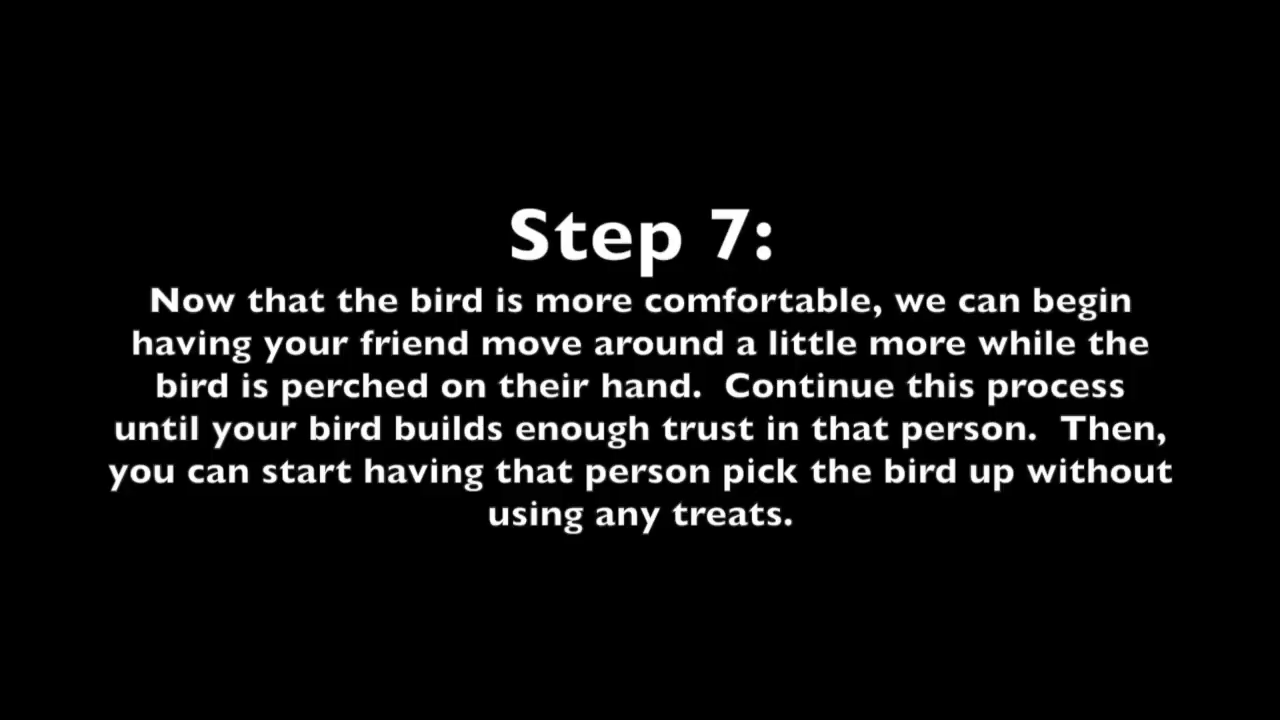 Step 7:
Now that the bird is more comfortable, we can begin
having your friend move around a little more while the
bird is perched on their hand.  Continue this process
until your bird builds enough trust in that person.  Then,
you can start having that person pick the bird up without
using any treats.